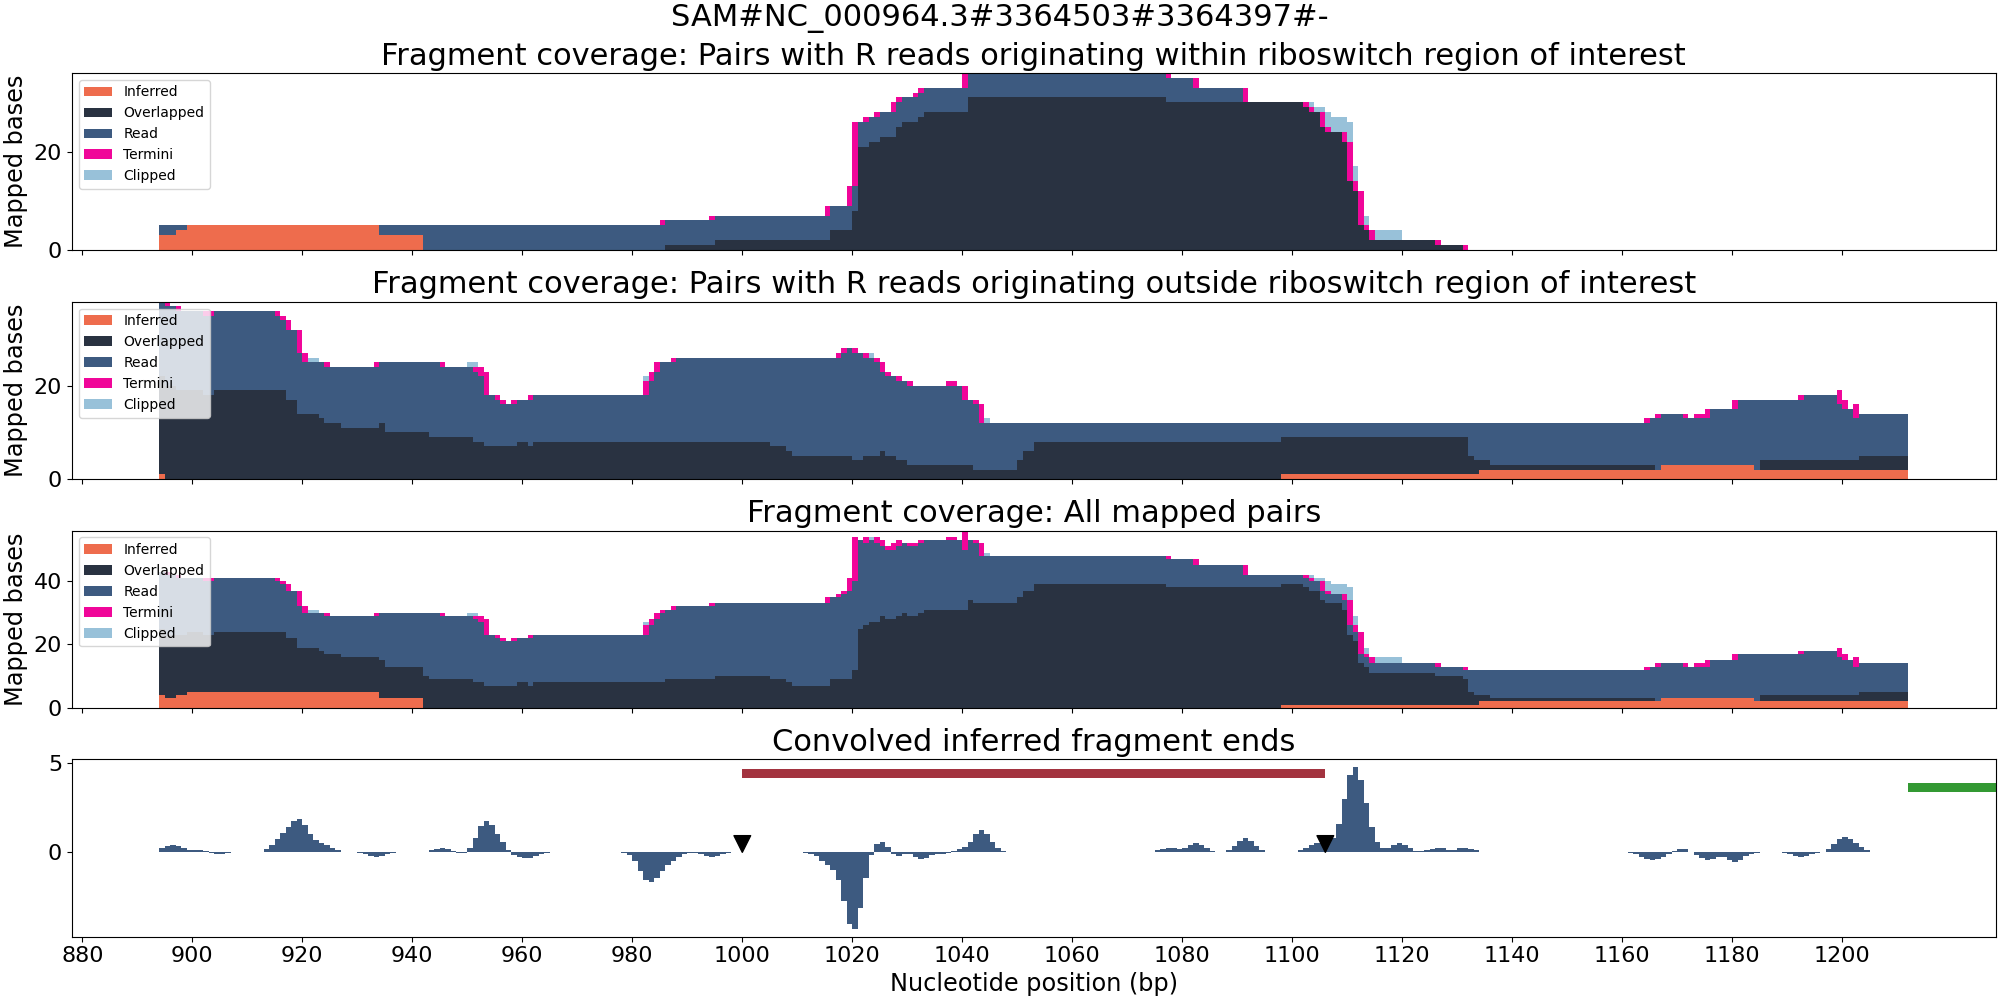 SAM#NC_000964.3#3364503#3364397#-
Fragment coverage: Pairs with R reads originating within riboswitch region of interest
Mapped bases
20
0
Inferred
Overlapped
Read
Termini
Clipped
Fragment coverage: Pairs with R reads originating outside riboswitch region of interest
Mapped bases
20
0
Inferred
Overlapped
Read
Termini
Clipped
Fragment coverage: All mapped pairs
Mapped bases
40
20
0
Inferred
Overlapped
Read
Termini
Clipped
Convolved inferred fragment ends
5
0
880 900 920 940 960 980 1000 1020 1040 1060 1080 1100 1120 1140 1160 1180 1200
Nucleotide position (bp)